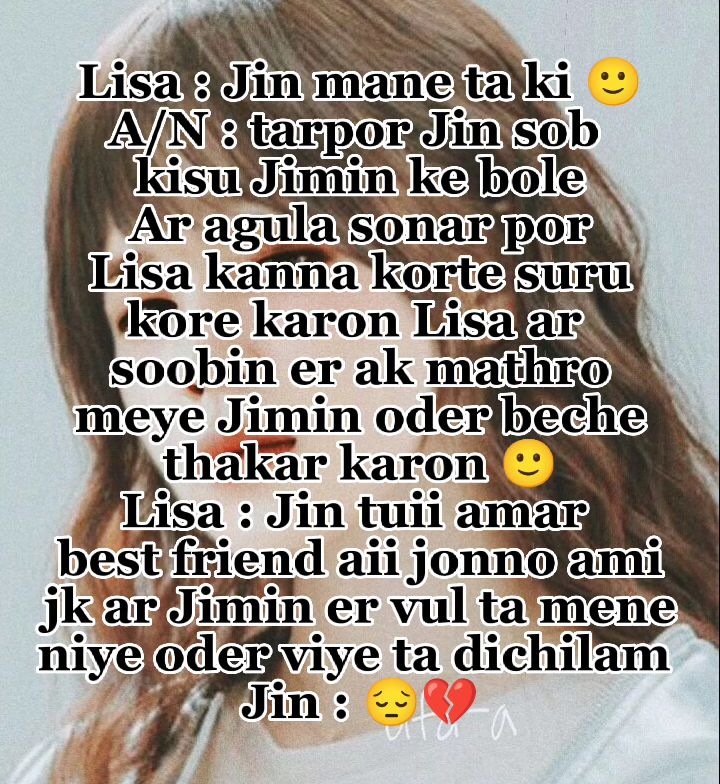 Lisa : Jin mane ta ki 🙂
A/N : tarpor Jin sob
kisu Jimin ke bole
Ar agula sonar por
Lisa kanna korte suru
kore karon Lisa ar
soobin er ak mathro
meye Jimin oder beche
thakar karon 🙂
Lisa : Jin tuii amar
best friend aii jonno ami
jk ar Jimin er vul ta mene
niye oder viye ta dichilam
Jin : 😔💔